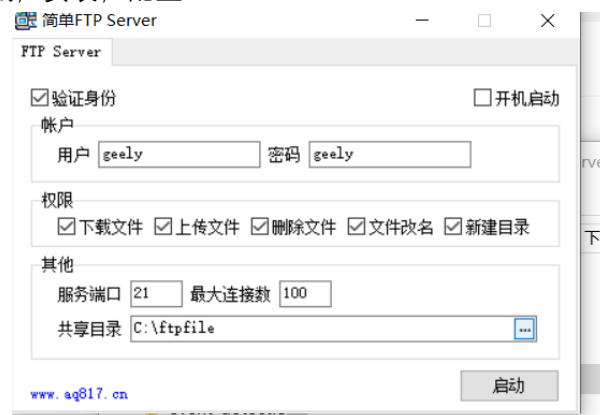 简单FTP Server
FTP Server
验证身份 开机启动
帐户
用户 geely 密码 geely
权限
下载文件 上传文件 删除文件 文件改名 新建目录
其他
服务端口 21 最大连接数 100
共享目录 C:\ftpfile ...
www.aq817.cn 启动
下